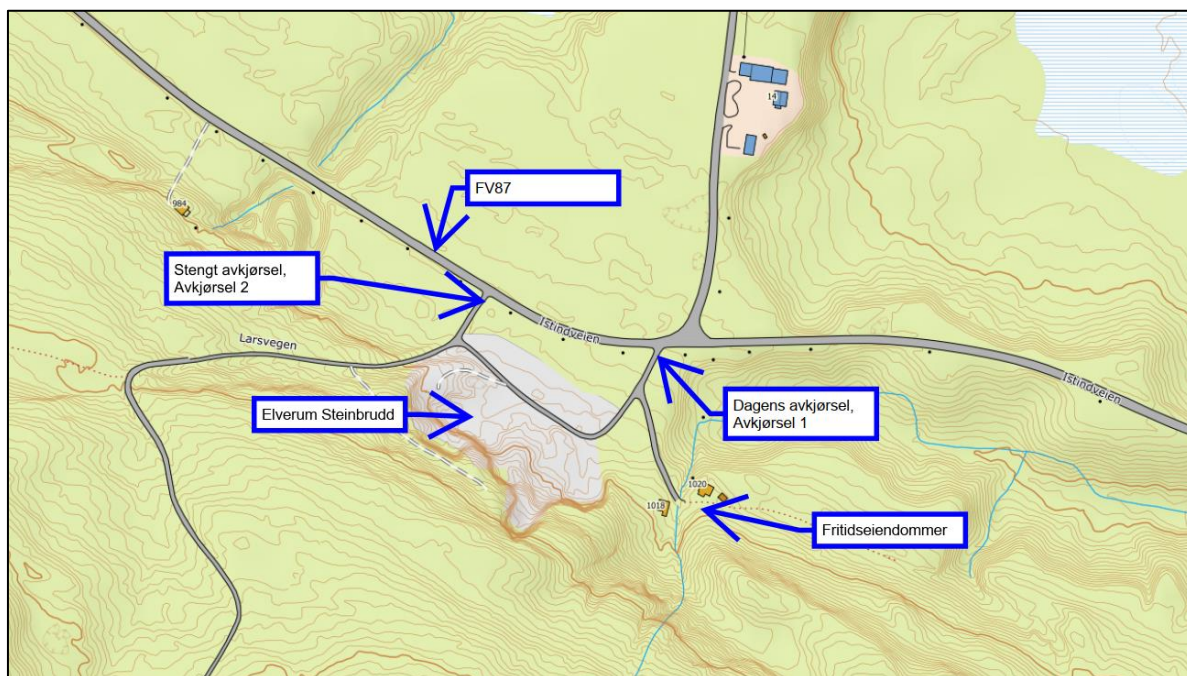 14
984
FV87
Stengt avkjørsel,
Avkjørsel 2
Istindveien
Larsvegen
Istindveien
Elverum Steinbrudd
Dagens avkjørsel,
Avkjørsel 1
1020
1018
Fritidseiendommer